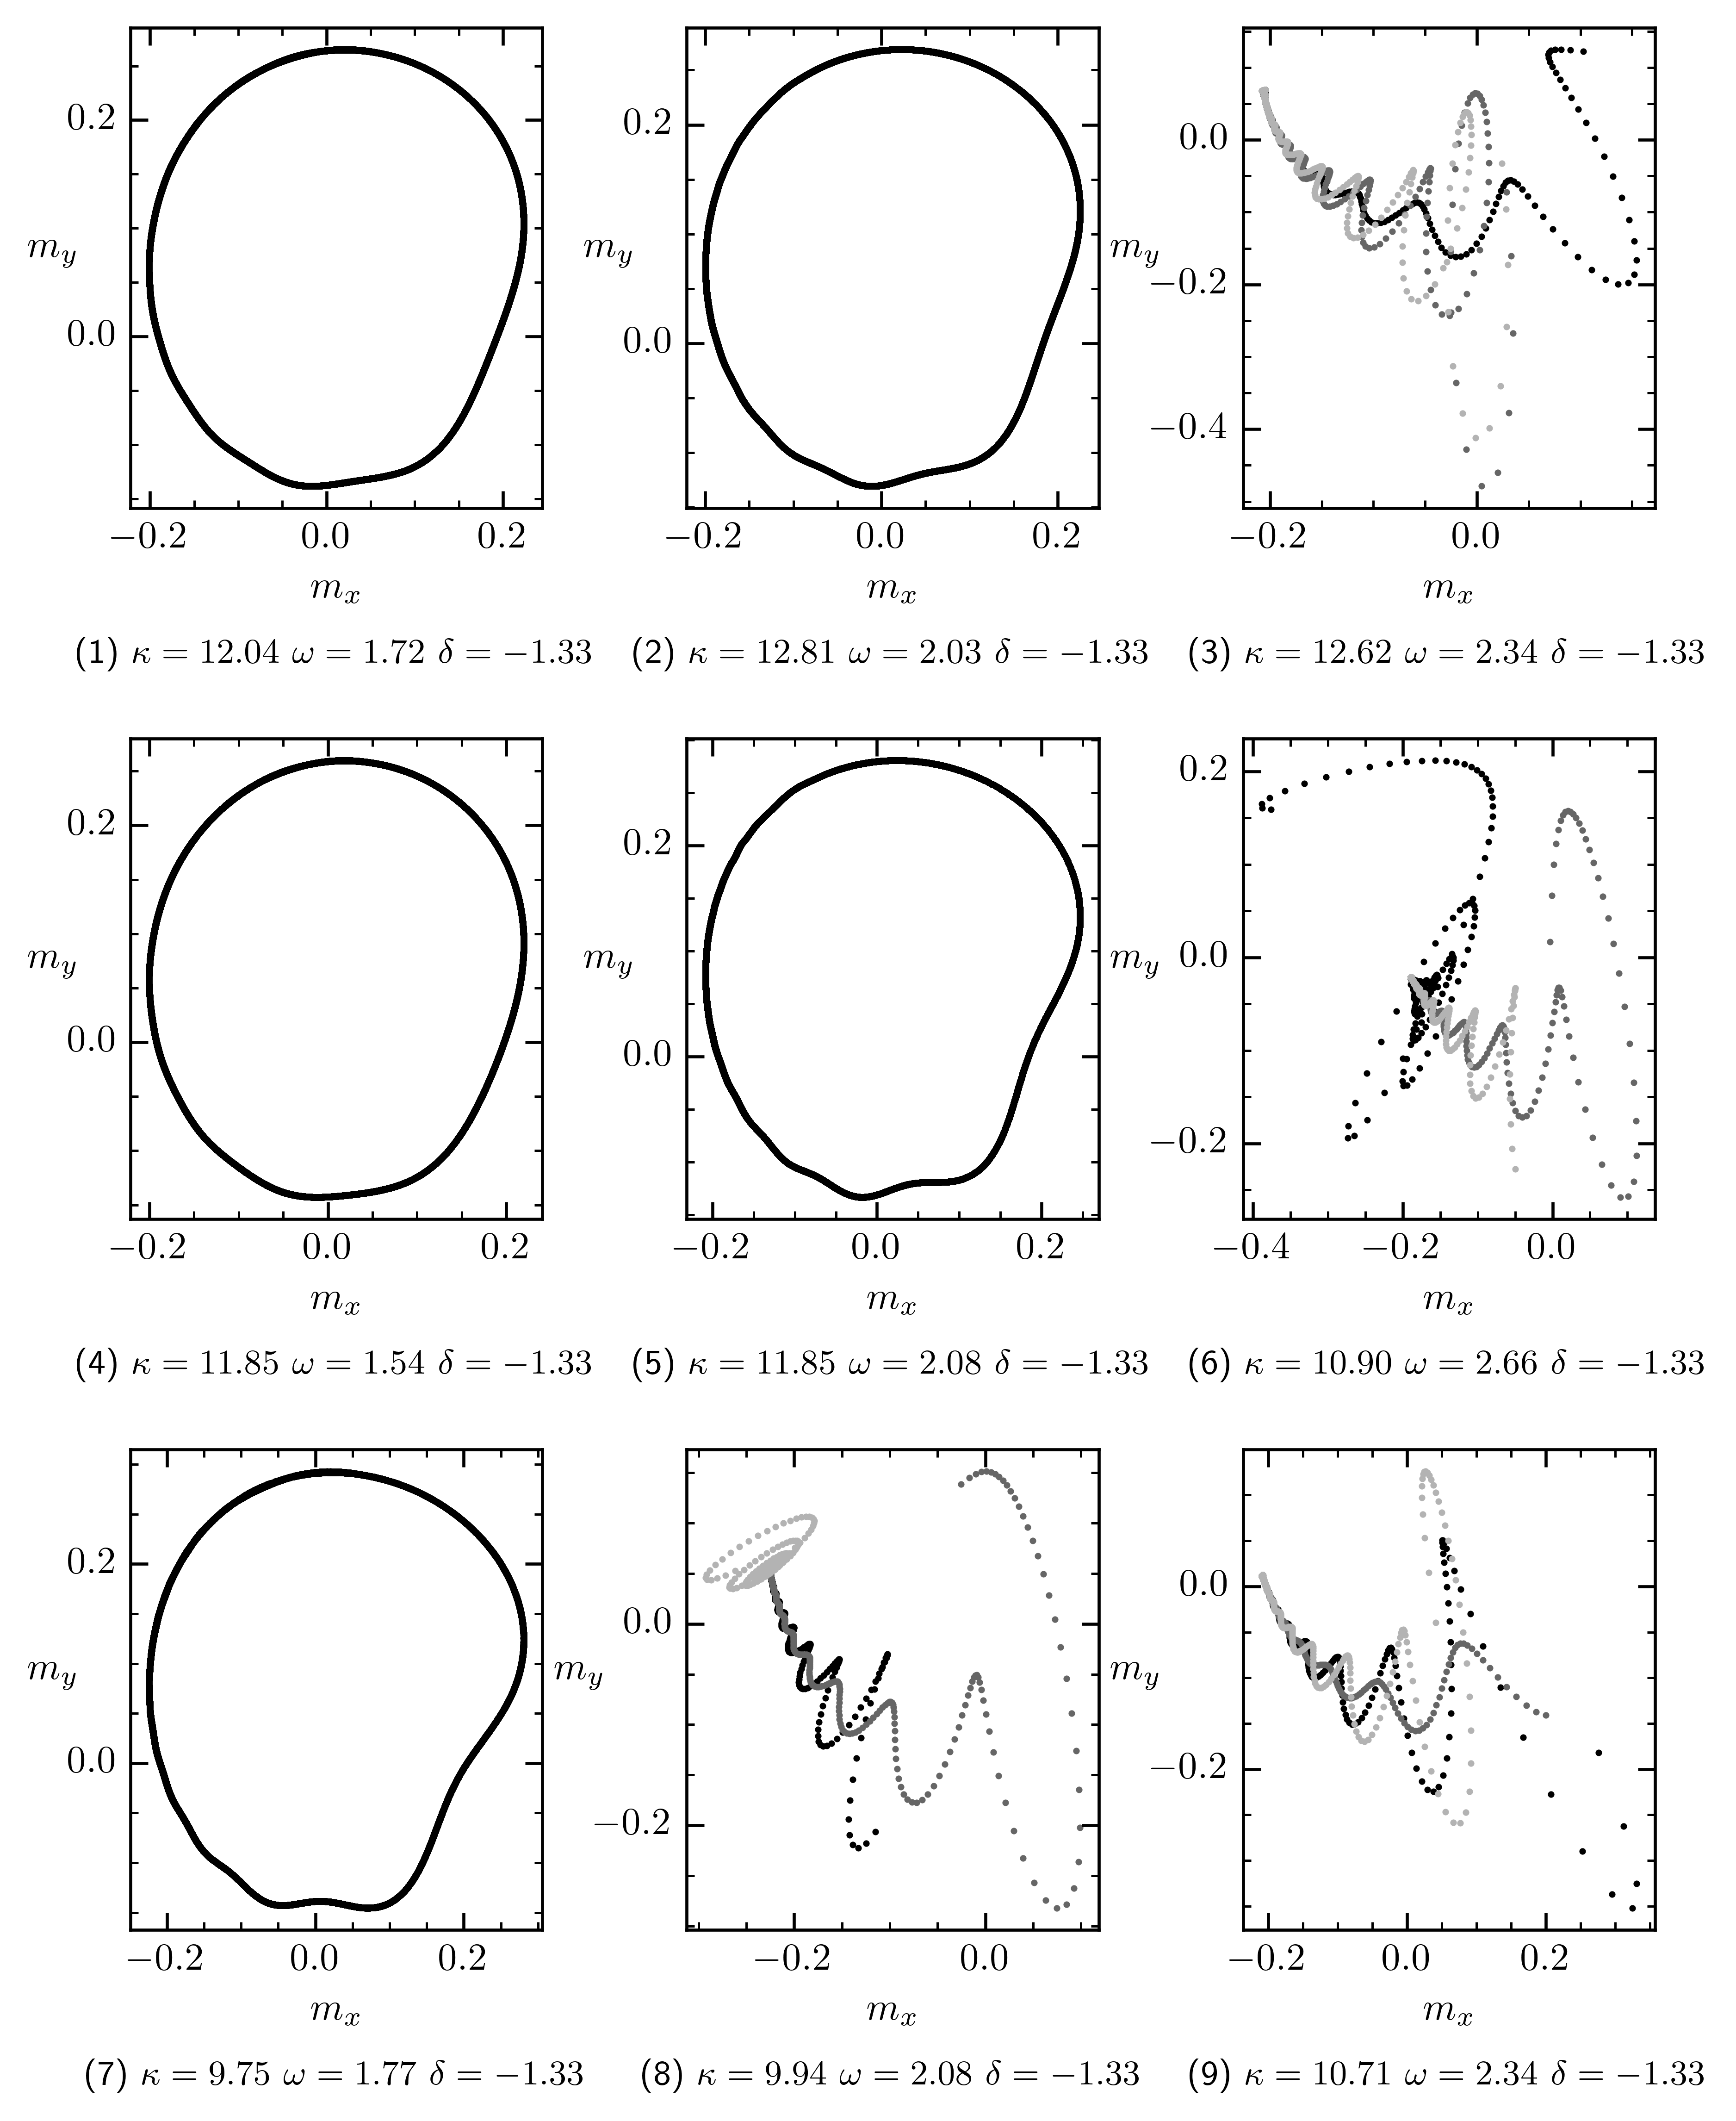 0.2
0.0
m_y
−0.2 0.0 0.2
m_x
(1) κ = 12.04 ω = 1.72 δ = −1.33
0.2
0.0
m_y
−0.2 0.0 0.2
m_x
(2) κ = 12.81 ω = 2.03 δ = −1.33
0.0
−0.2
−0.4
m_y
−0.2 0.0
m_x
(3) κ = 12.62 ω = 2.34 δ = −1.33
0.2
0.0
m_y
−0.2 0.0 0.2
m_x
(4) κ = 11.85 ω = 1.54 δ = −1.33
0.2
0.0
m_y
−0.2 0.0 0.2
m_x
(5) κ = 11.85 ω = 2.08 δ = −1.33
0.2
0.0
−0.2
m_y
−0.4 −0.2 0.0
m_x
(6) κ = 10.90 ω = 2.66 δ = −1.33
0.2
0.0
m_y
−0.2 0.0 0.2
m_x
(7) κ = 9.75 ω = 1.77 δ = −1.33
0.0
−0.2
m_y
−0.2 0.0
m_x
(8) κ = 9.94 ω = 2.08 δ = −1.33
0.0
−0.2
m_y
−0.2 0.0 0.2
m_x
(9) κ = 10.71 ω = 2.34 δ = −1.33